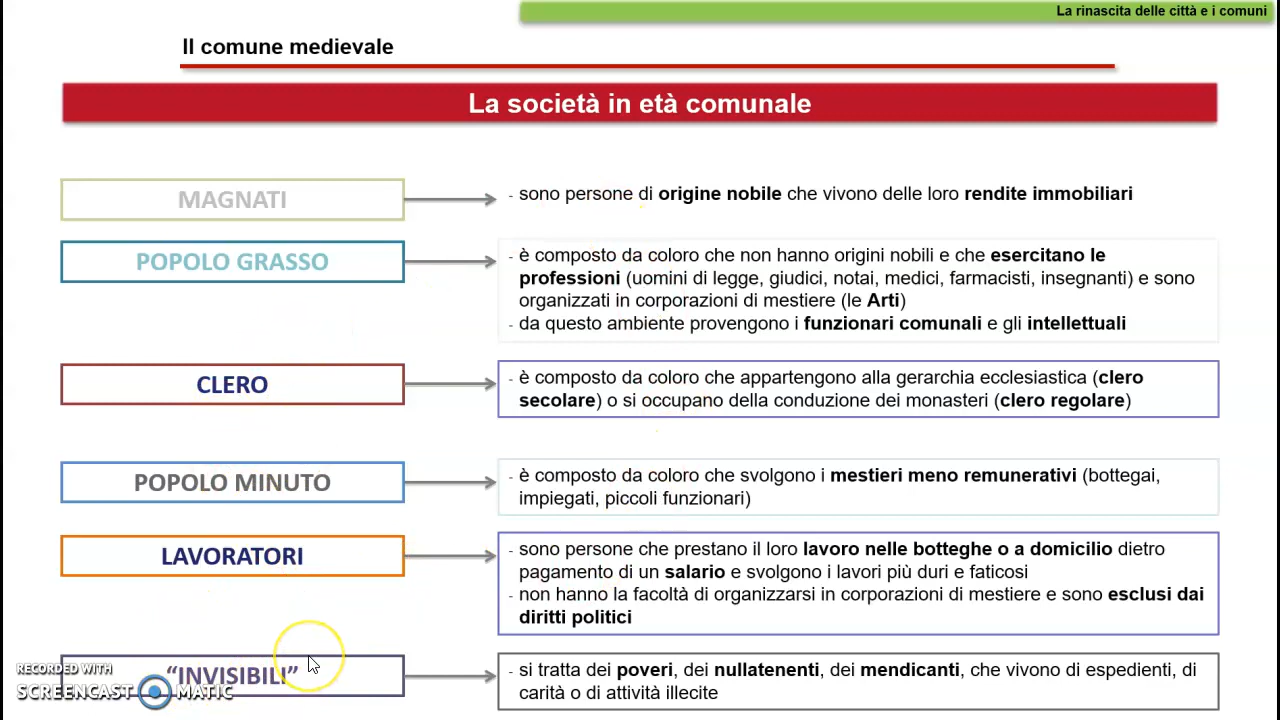 La rinascita delle città e i comuni
Il comune medievale
La società in età comunale
MAGNATI
- sono persone di origine nobile che vivono delle loro rendite immobiliari
POPOLO GRASSO
- è composto da coloro che non hanno origini nobili e che esercitano le
professioni (uomini di legge, giudici, notai, medici, farmacisti, insegnanti) e sono
organizzati in corporazioni di mestiere (le Arti)
- da questo ambiente provengono i funzionari comunali e gli intellettuali
CLERO
- è composto da coloro che appartengono alla gerarchia ecclesiastica (clero
secolare) o si occupano della conduzione dei monasteri (clero regolare)
POPOLO MINUTO
- è composto da coloro che svolgono i mestieri meno remunerativi (bottegai,
impiegati, piccoli funzionari)
LAVORATORI
- sono persone che prestano il loro lavoro nelle botteghe o a domicilio dietro
pagamento di un salario e svolgono i lavori più duri e faticosi
- non hanno la facoltà di organizzarsi in corporazioni di mestiere e sono esclusi dai
diritti politici
“INVISIBILI”
- si tratta dei poveri, dei nullatenenti, dei mendicanti, che vivono di espedienti, di
carità o di attività illecite
RECORDED WITH
SCREENCAST MATIC